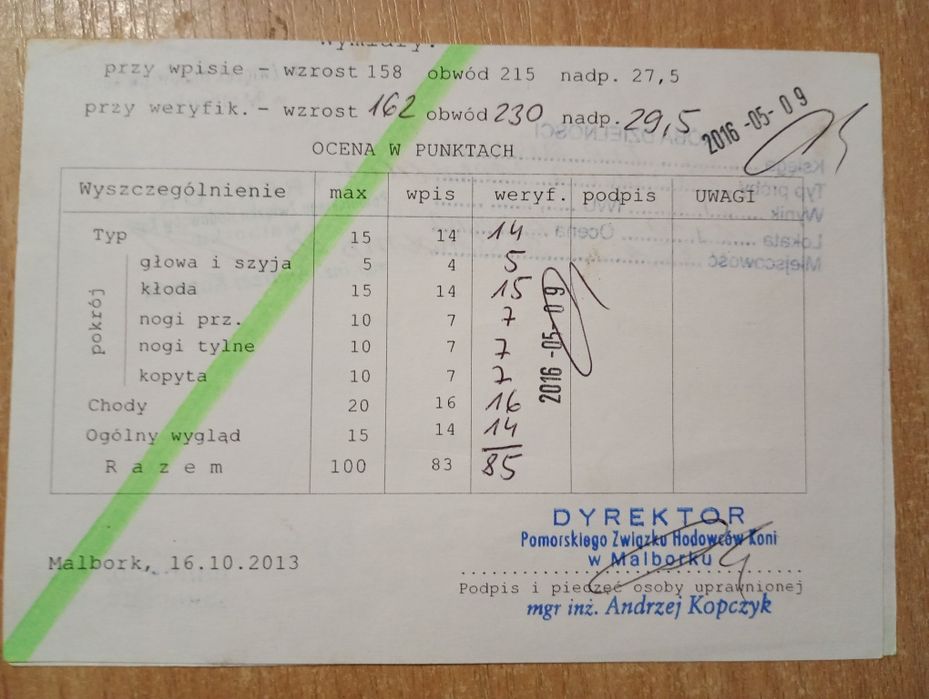 Wymiary:
przy wpisie - wzrost 158 obwód 215 nadp. 27,5
przy weryfik. - wzrost 162 obwód 230 nadp. 29,5
2016 -05- 09
OCENA W PUNKTACH
Wyszczególnienie max wpis weryf. podpis UWAGI
Typ 15 14 14
pokrój
głowa i szyja 5 4 5
kłoda 15 14 15
nogi prz. 10 7 7
nogi tylne 10 7 7
kopyta 10 7 7
2016 -05- 09
Chody 20 16 16
Ogólny wygląd 15 14 14
Razem 100 83 85
DYREKTOR
Pomorskiego Związku Hodowców Koni
w Malborku
Malbork, 16.10.2013
Podpis i pieczęć osoby uprawnionej
mgr inż. Andrzej Kopczyk